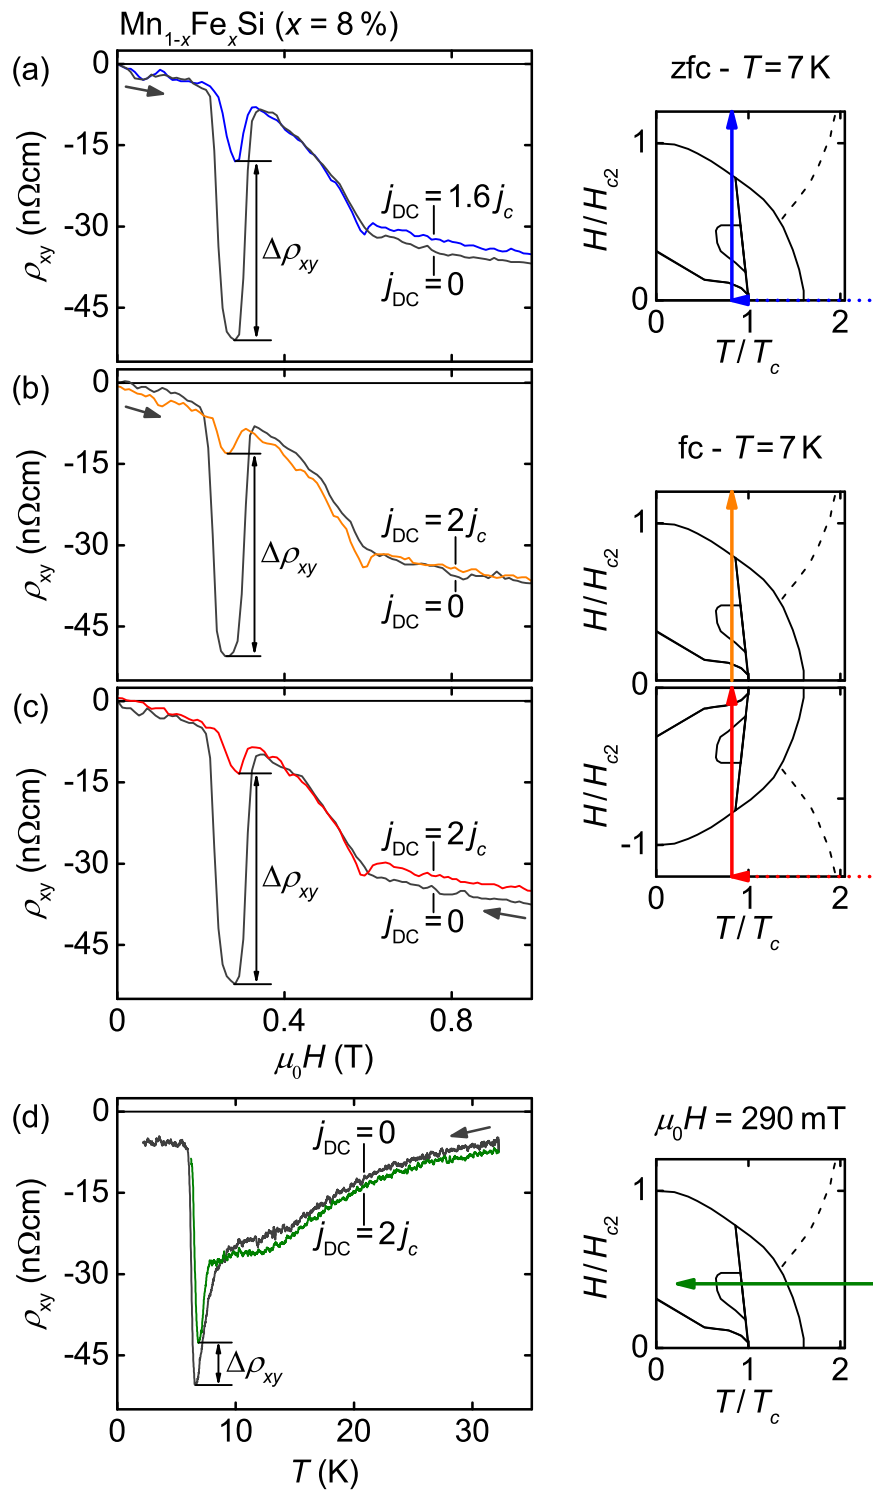 Mn1-xFexSi (x = 8 %)
(a)
0
-15
-30
-45
ρxy (nΩcm)
jDC = 1.6 jc
Δρxy
jDC = 0
zfc - T = 7 K
1
0
H / Hc2
0 1 2
T / Tc
(b)
0
-15
-30
-45
ρxy (nΩcm)
jDC = 2 jc
Δρxy
jDC = 0
fc - T = 7 K
1
0
H / Hc2
(c)
0
-15
-30
-45
ρxy (nΩcm)
jDC = 2 jc
Δρxy
jDC = 0
0 0.4 0.8
μ0H (T)
0
-1
H / Hc2
0 1 2
T / Tc
(d)
0
-15
-30
-45
ρxy (nΩcm)
jDC = 0
jDC = 2 jc
Δρxy
0 10 20 30
T (K)
μ0H = 290 mT
1
0
H / Hc2
0 1 2
T / Tc